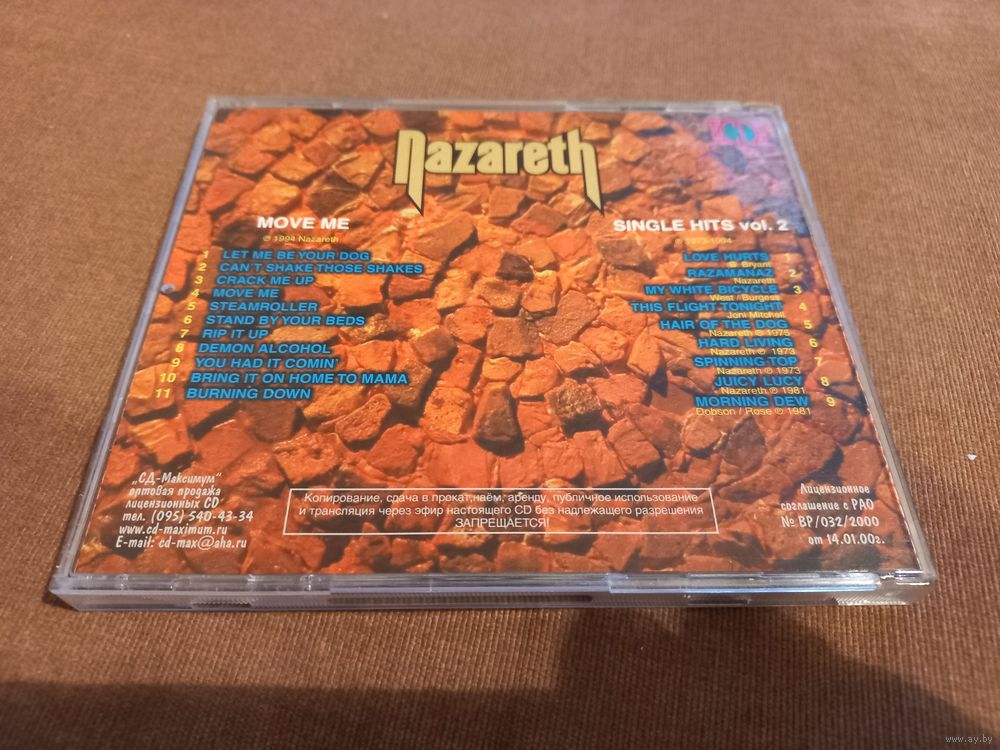 Nazareth
MOVE ME
℗ 1994 Nazareth
1 LET ME BE YOUR DOG
2 CAN'T SHAKE THOSE SHAKES
3 CRACK ME UP
4 MOVE ME
5 STEAMROLLER
6 STAND BY YOUR BEDS
7 RIP IT UP
8 DEMON ALCOHOL
9 YOU HAD IT COMIN'
10 BRING IT ON HOME TO MAMA
11 BURNING DOWN
SINGLE HITS vol. 2
1973-1994
LOVE HURTS 1
B. Bryant
RAZAMANAZ 2
Nazareth
MY WHITE BICYCLE 3
West / Burgess
THIS FLIGHT TONIGHT 4
Joni Mitchell
HAIR OF THE DOG 5
Nazareth ℗ 1975
HARD LIVING 6
Nazareth ℗ 1973
SPINNING TOP 7
Nazareth ℗ 1973
JUICY LUCY 8
Nazareth ℗ 1981
MORNING DEW 9
Dobson / Rose ℗ 1981
„СД-Максимум"
оптовая продажа
лицензионных CD
тел. (095) 540-43-34
www.cd-maximum.ru
E-mail: cd-max@aha.ru
Копирование, сдача в прокат, наём, аренду, публичное использование
и трансляция через эфир настоящего CD без надлежащего разрешения
ЗАПРЕЩАЕТСЯ!
Лицензионное
соглашение с РАО
№ ВР/032/2000
от 14.01.00г.
www.ay.by